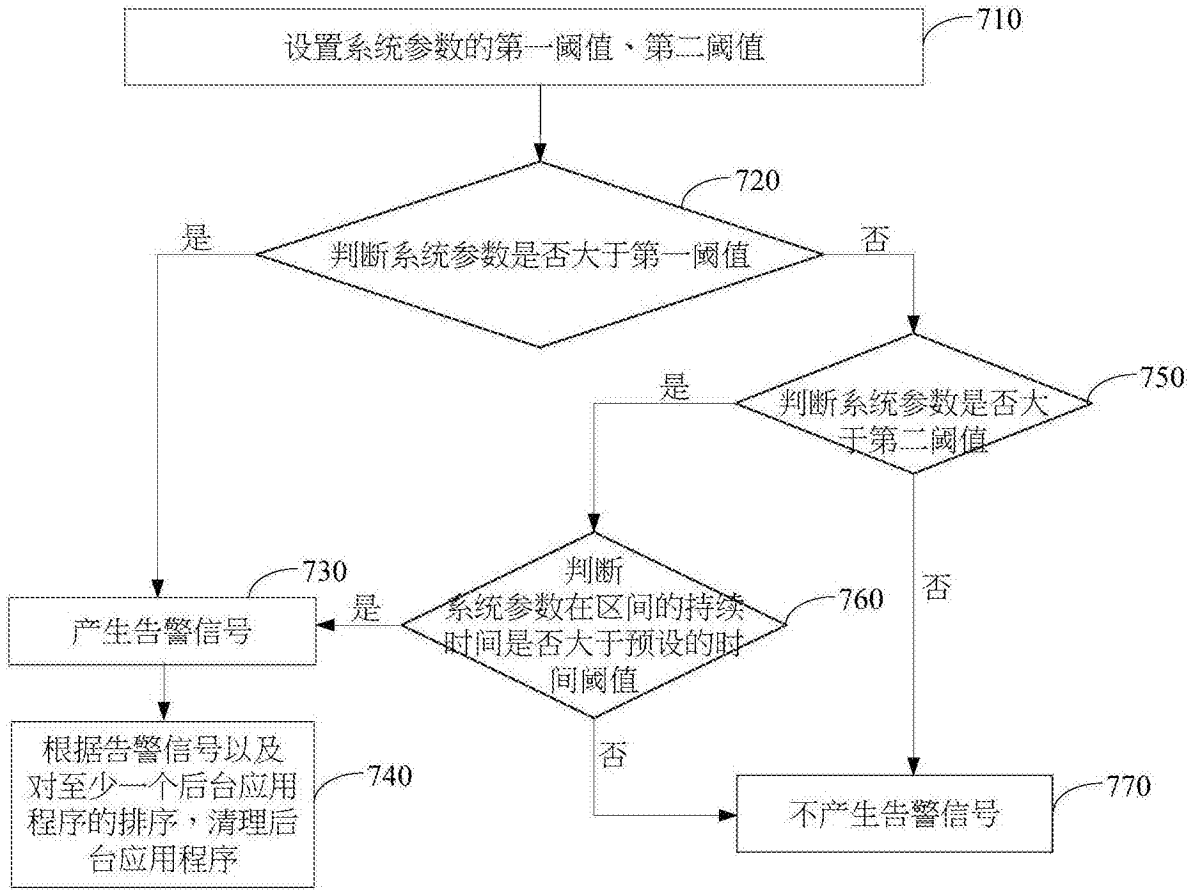 710
设置系统参数的第一阈值、第二阈值
720
是
否
判断系统参数是否大于第一阈值
750
是
判断系统参数是否大
于第二阈值
730
判断
760
否
是
系统参数在区间的持续
产生告警信号
时间是否大于预设的时
间阈值
根据告警信号以及
否
对至少一个后台应用
740
770
程序的排序，清理后
不产生告警信号
台应用程序